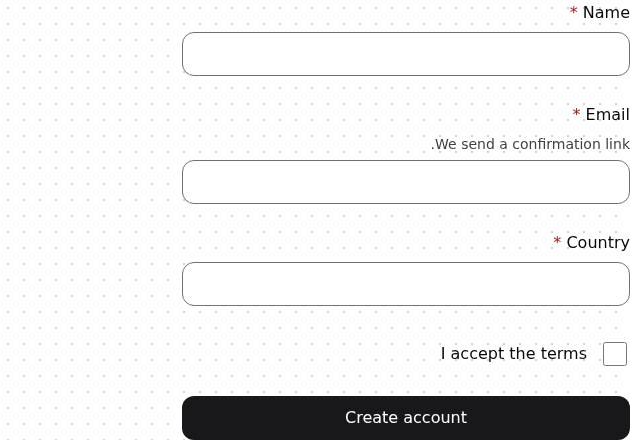 Name *
Email *
We send a confirmation link.
Country *
I accept the terms
Create account